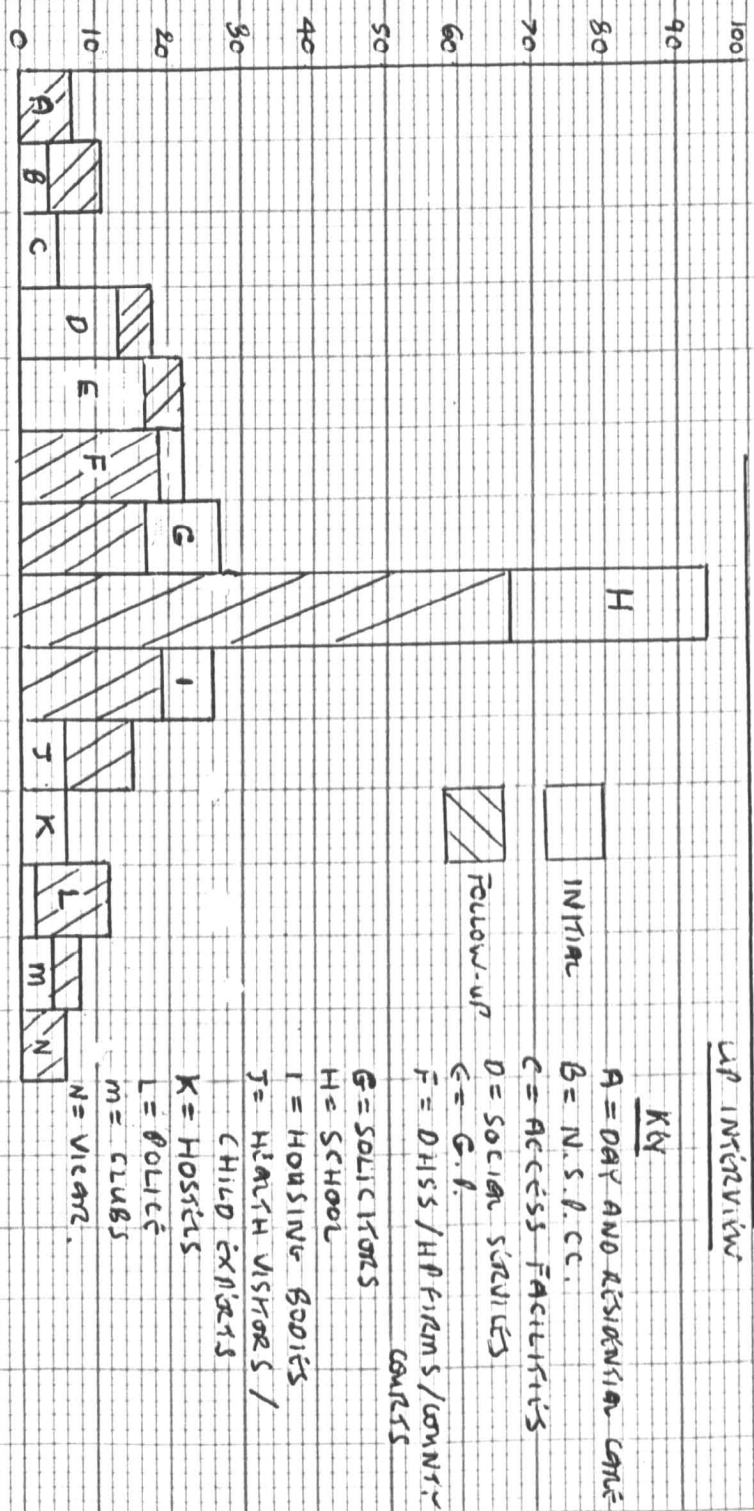 UP INTERVIEW
KEY
A = DAY AND RESIDENTIAL CARE
B = N.S.P.CC.
C = ACCESS FACILITIES
D = SOCIAL SERVICES
E = G.P.
F = DHSS / HP FIRMS / COUNTY
COURTS
G = SOLICITORS
H = SCHOOL
I = HOUSING BODIES
J = HEALTH VISITORS /
CHILD EXPERTS
K = HOSTELS
L = POLICE
M = CLUBS
N = VICAR.
INITIAL
FOLLOW-UP
100
90
80
70
60
50
40
30
20
10
0
A
B
C
D
E
F
G
H
I
J
K
L
M
N